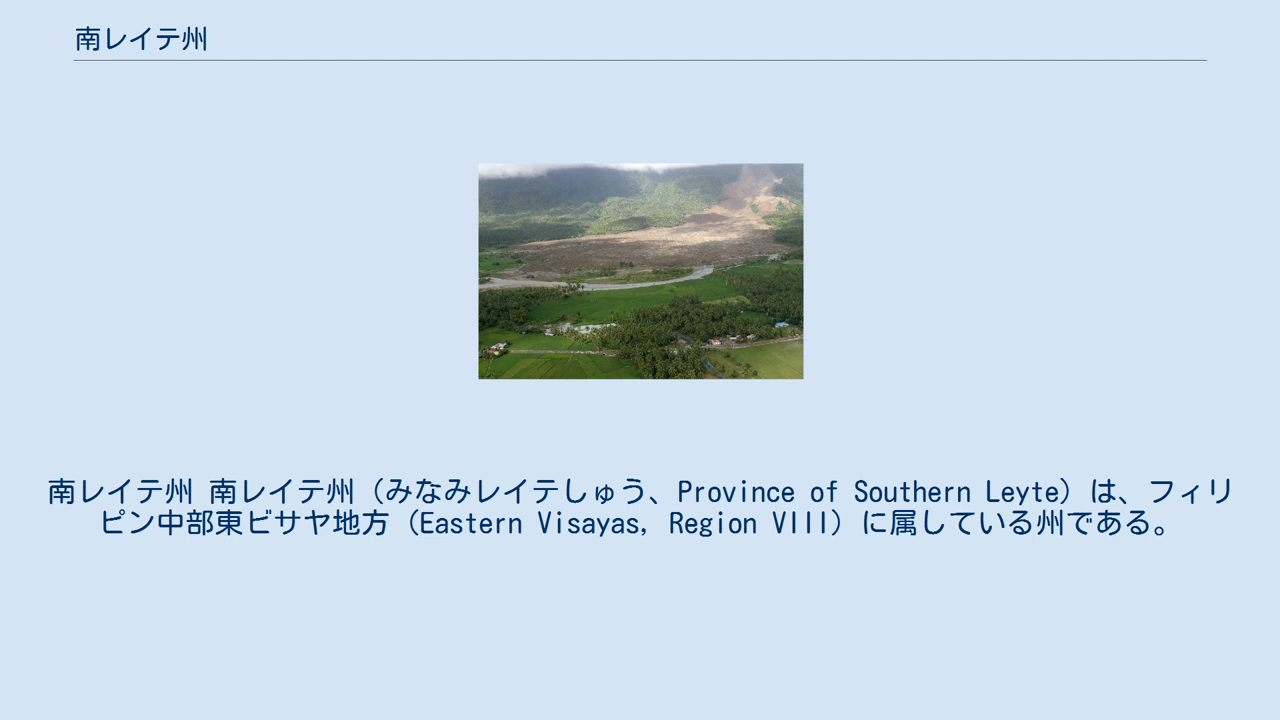 南レイテ州
南レイテ州 南レイテ州（みなみレイテしゅう、Province of Southern Leyte）は、フィリ
ピン中部東ビサヤ地方（Eastern Visayas, Region VIII）に属している州である。